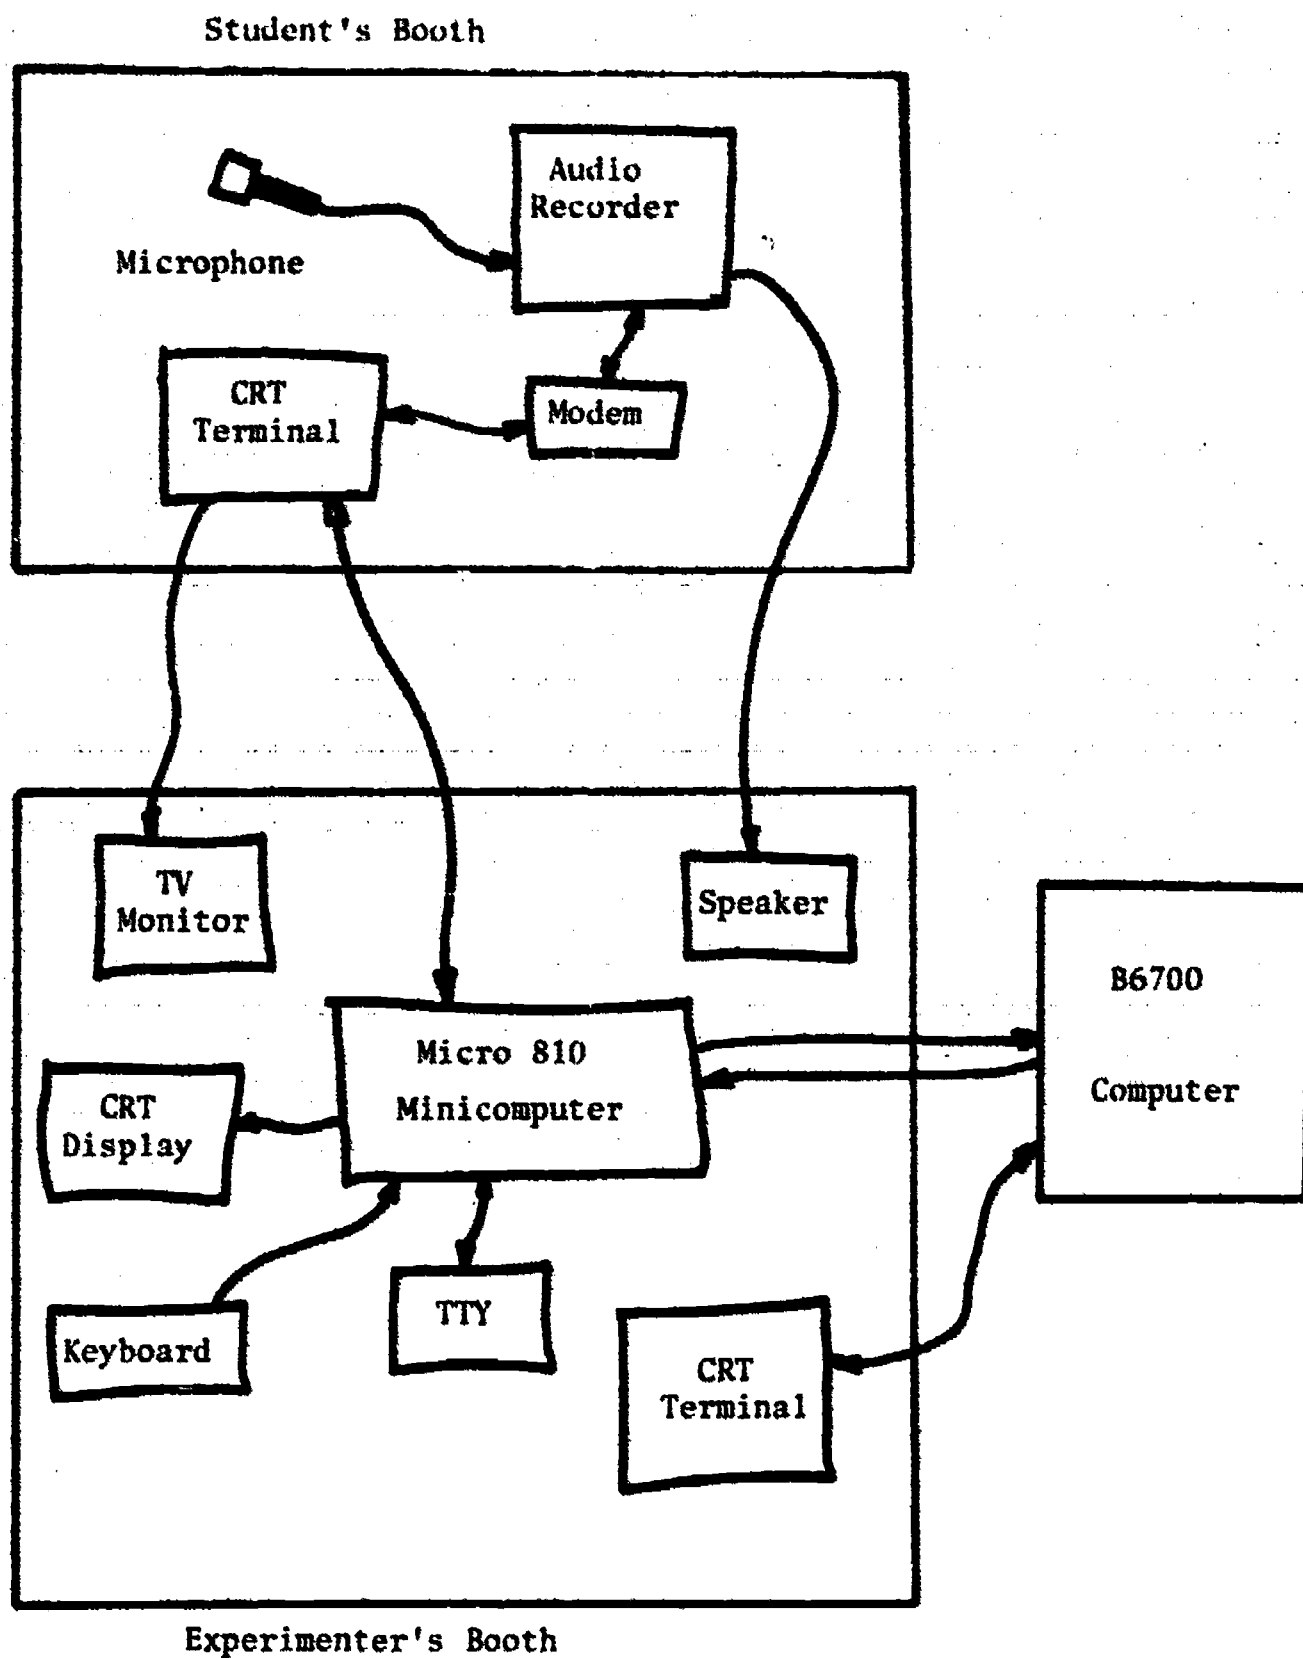 Student's Booth
Audio
Recorder
Microphone
CRT
Terminal
Modem
TV
Monitor
Speaker
B6700
Computer
Micro 810
Minicomputer
CRT
Display
TTY
Keyboard
CRT
Terminal
Experimenter's Booth